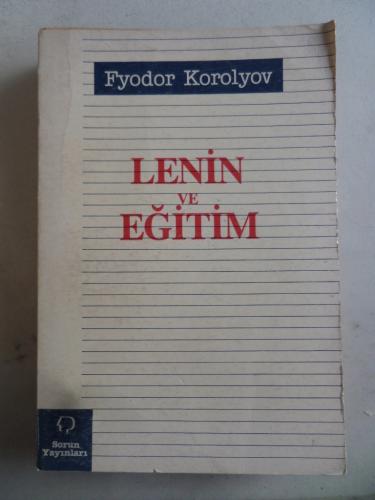 Fyodor Korolyov
LENİN
VE
EĞİTİM
Sorun
Yayınları